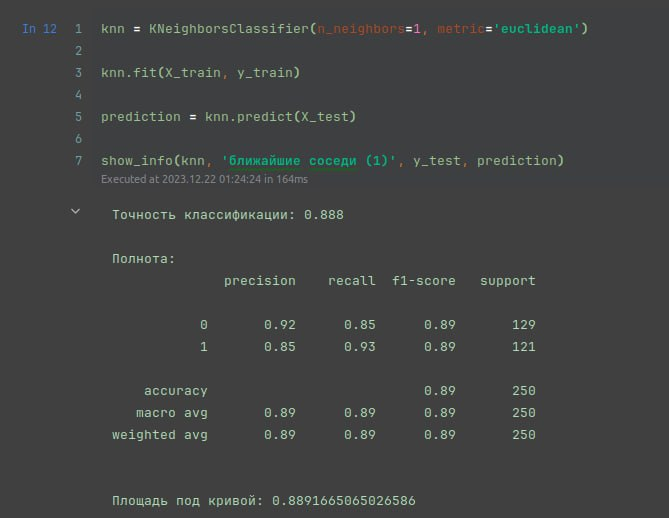 In 12
1 knn = KNeighborsClassifier(n_neighbors=1, metric='euclidean')
2
3 knn.fit(X_train, y_train)
4
5 prediction = knn.predict(X_test)
6
7 show_info(knn, 'ближайшие соседи (1)', y_test, prediction)
Executed at 2023.12.22 01:24:24 in 164ms
Точность классификации: 0.888
Полнота:
precision recall f1-score support
0 0.92 0.85 0.89 129
1 0.85 0.93 0.89 121
accuracy 0.89 250
macro avg 0.89 0.89 0.89 250
weighted avg 0.89 0.89 0.89 250
Площадь под кривой: 0.8891665065026586